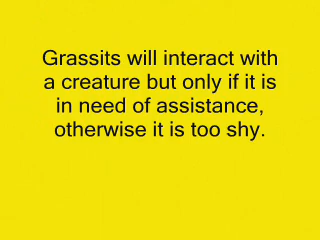 Grassits will interact with
a creature but only if it is
in need of assistance,
otherwise it is too shy.